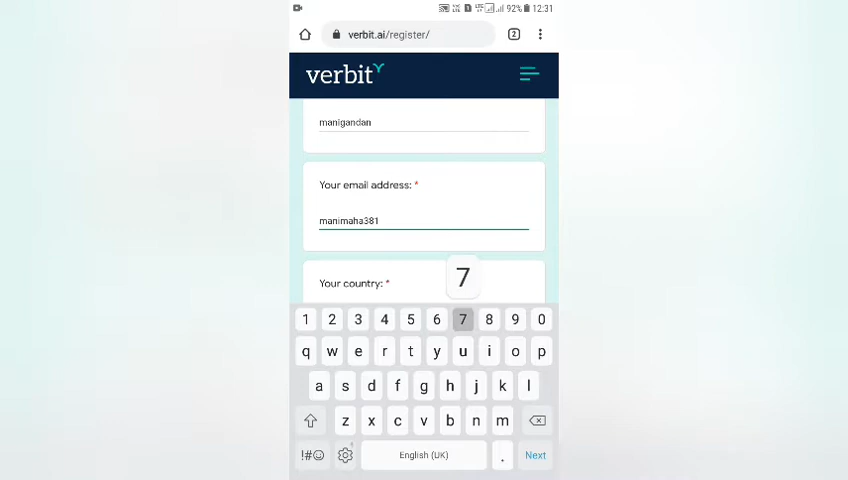 92% 12:31
verbit.ai/register/ 2
verbit
manigandan
Your email address: *
manimaha381
Your country: *
7
1 2 3 4 5 6 7 8 9 0
q w e r t y u i o p
a s d f g h j k l
z x c v b n m
!#☺ English (UK) . Next